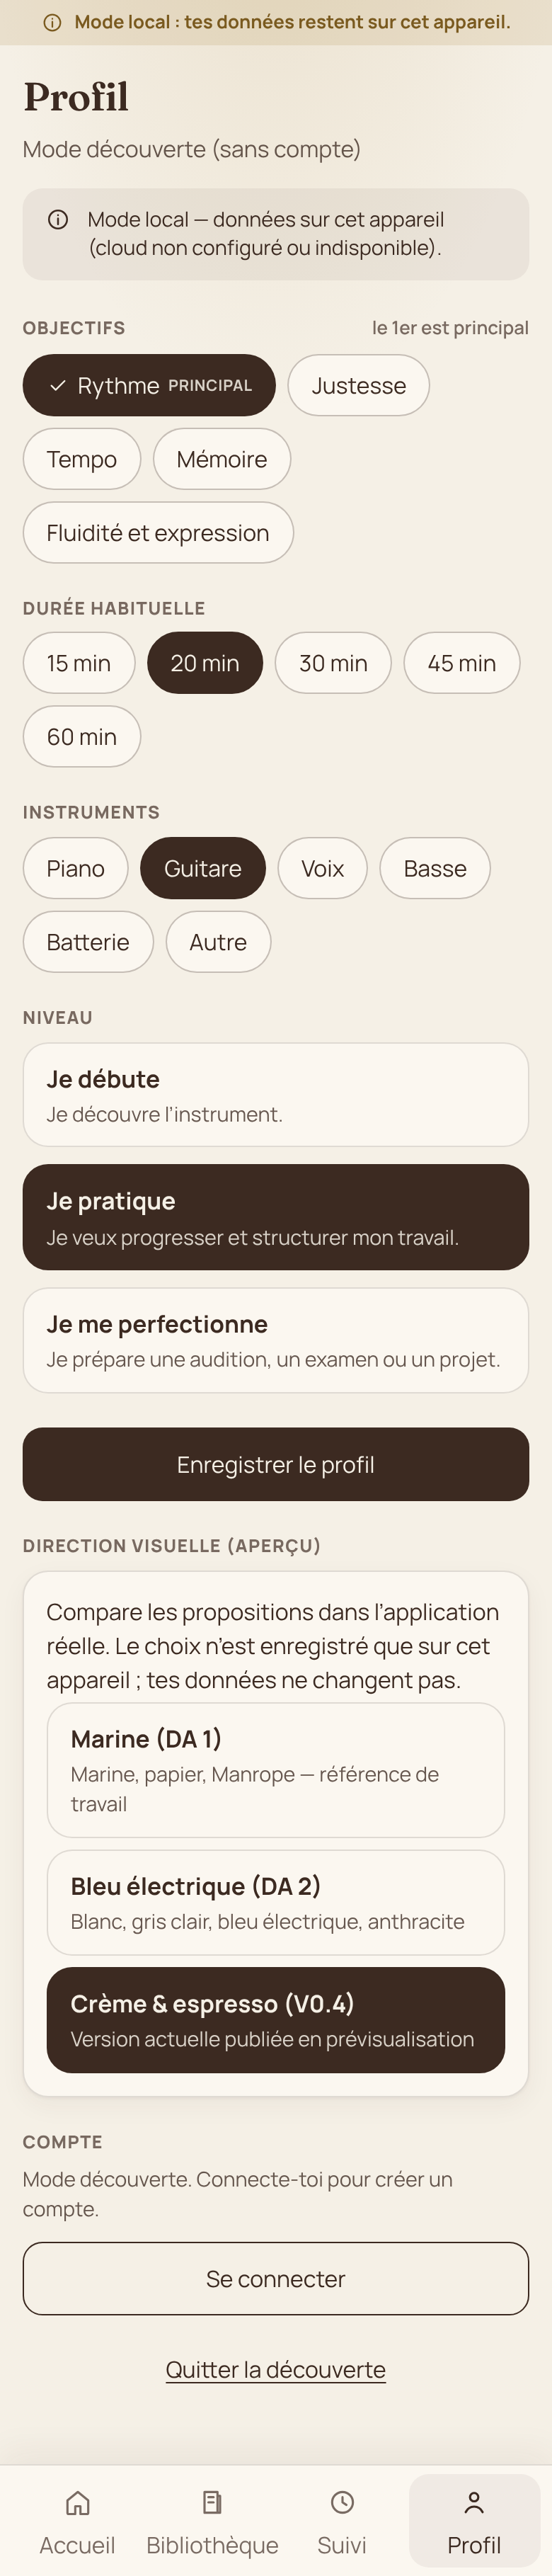 Mode local : tes données restent sur cet appareil.
Profil
Mode découverte (sans compte)
Mode local — données sur cet appareil
(cloud non configuré ou indisponible).
OBJECTIFS
le 1er est principal
Rythme PRINCIPAL
Justesse
Tempo
Mémoire
Fluidité et expression
DURÉE HABITUELLE
15 min
20 min
30 min
45 min
60 min
INSTRUMENTS
Piano
Guitare
Voix
Basse
Batterie
Autre
NIVEAU
Je débute
Je découvre l'instrument.
Je pratique
Je veux progresser et structurer mon travail.
Je me perfectionne
Je prépare une audition, un examen ou un projet.
Enregistrer le profil
DIRECTION VISUELLE (APERÇU)
Compare les propositions dans l'application
réelle. Le choix n'est enregistré que sur cet
appareil ; tes données ne changent pas.
Marine (DA 1)
Marine, papier, Manrope — référence de
travail
Bleu électrique (DA 2)
Blanc, gris clair, bleu électrique, anthracite
Crème & espresso (V0.4)
Version actuelle publiée en prévisualisation
COMPTE
Mode découverte. Connecte-toi pour créer un
compte.
Se connecter
Quitter la découverte
Accueil
Bibliothèque
Suivi
Profil